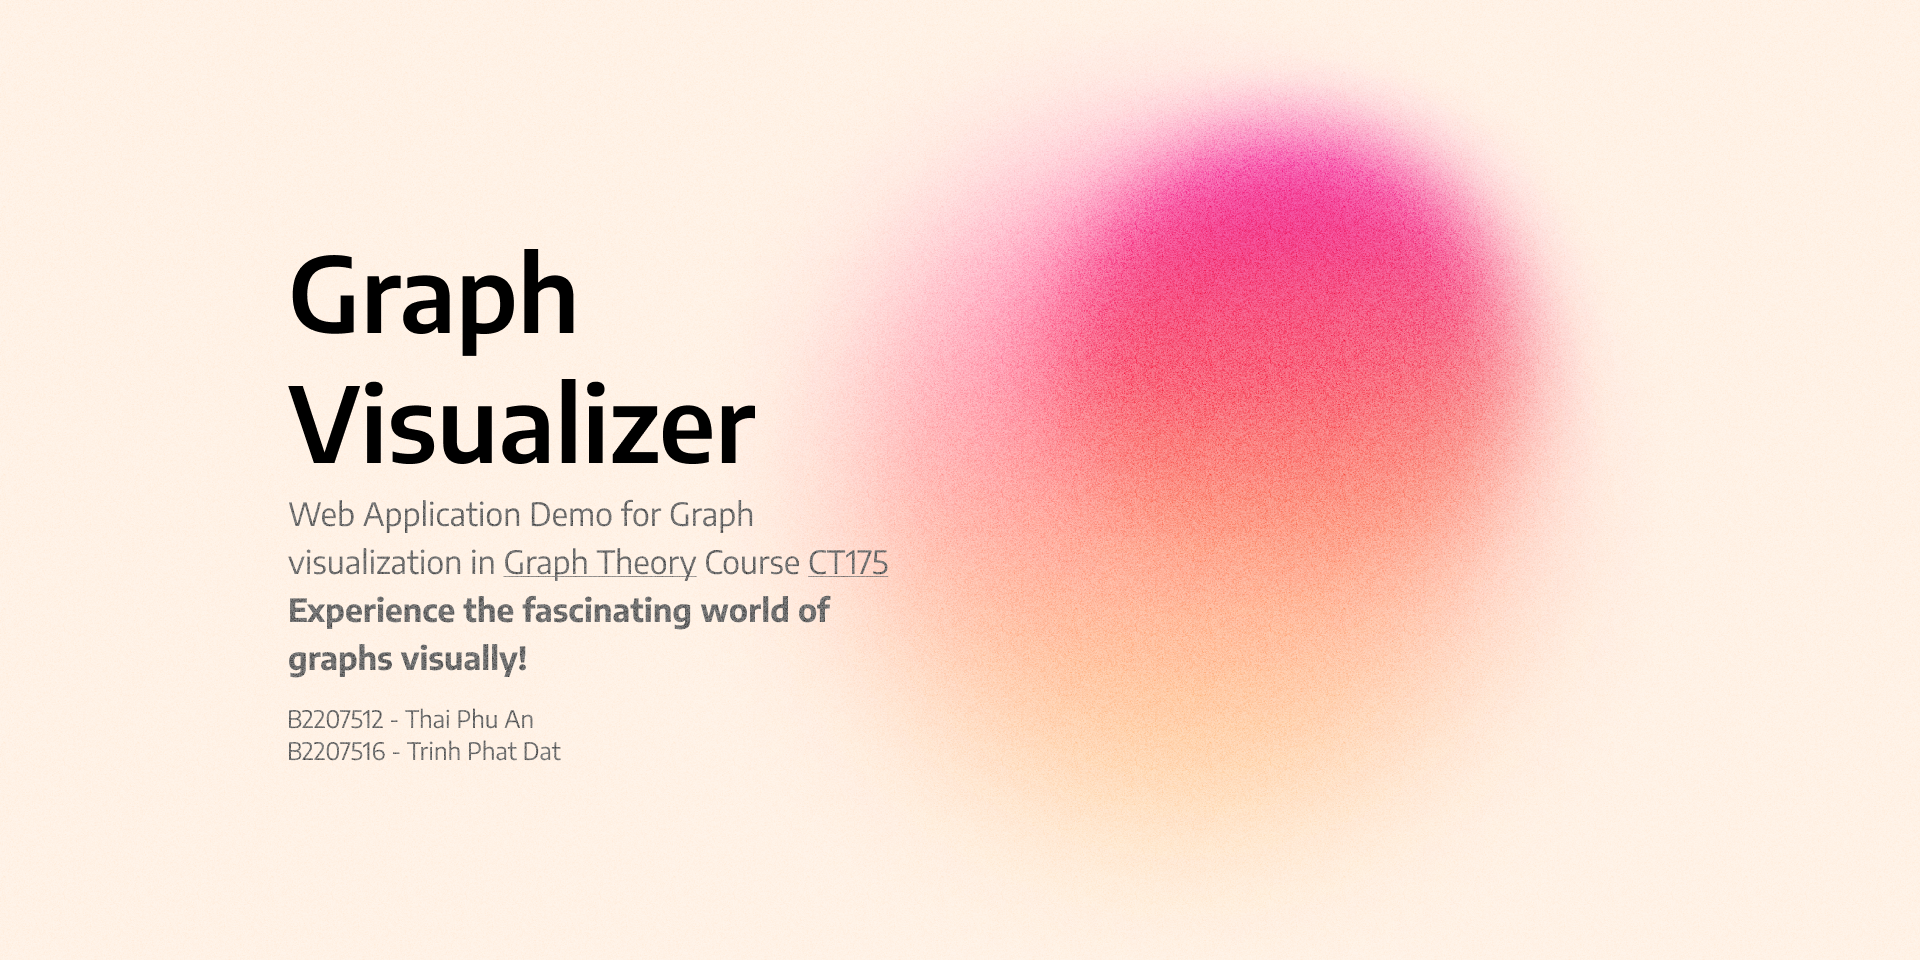 Graph
Visualizer
Web Application Demo for Graph
visualization in Graph Theory Course CT175
Experience the fascinating world of
graphs visually!
B2207512 - Thai Phu An
B2207516 - Trinh Phat Dat